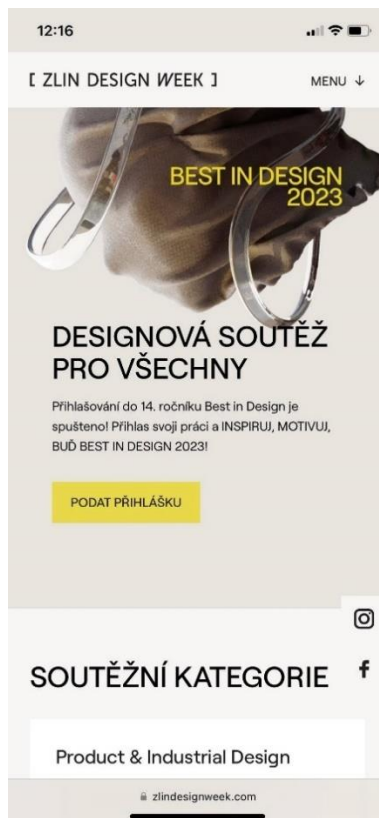 12:16
[ ZLIN DESIGN WEEK ]
MENU ↓
BEST IN DESIGN
2023
DESIGNOVÁ SOUTĚŽ
PRO VŠECHNY
Přihlašování do 14. ročníku Best in Design je
spuštěno! Přihlas svoji práci a INSPIRUJ, MOTIVUJ,
BUĎ BEST IN DESIGN 2023!
PODAT PŘIHLÁŠKU
SOUTĚŽNÍ KATEGORIE
Product & Industrial Design
zlindesignweek.com